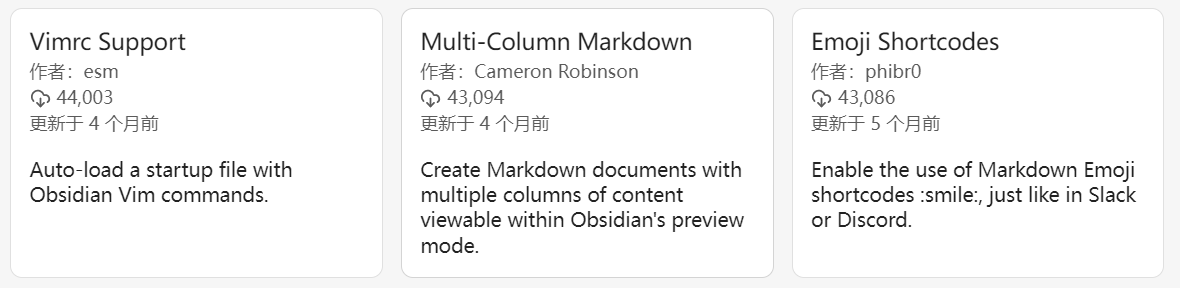 Vimrc Support
作者：esm
44,003
更新于 4 个月前
Auto-load a startup file with
Obsidian Vim commands.
Multi-Column Markdown
作者：Cameron Robinson
43,094
更新于 4 个月前
Create Markdown documents with
multiple columns of content
viewable within Obsidian's preview
mode.
Emoji Shortcodes
作者：phibr0
43,086
更新于 5 个月前
Enable the use of Markdown Emoji
shortcodes :smile:, just like in Slack
or Discord.